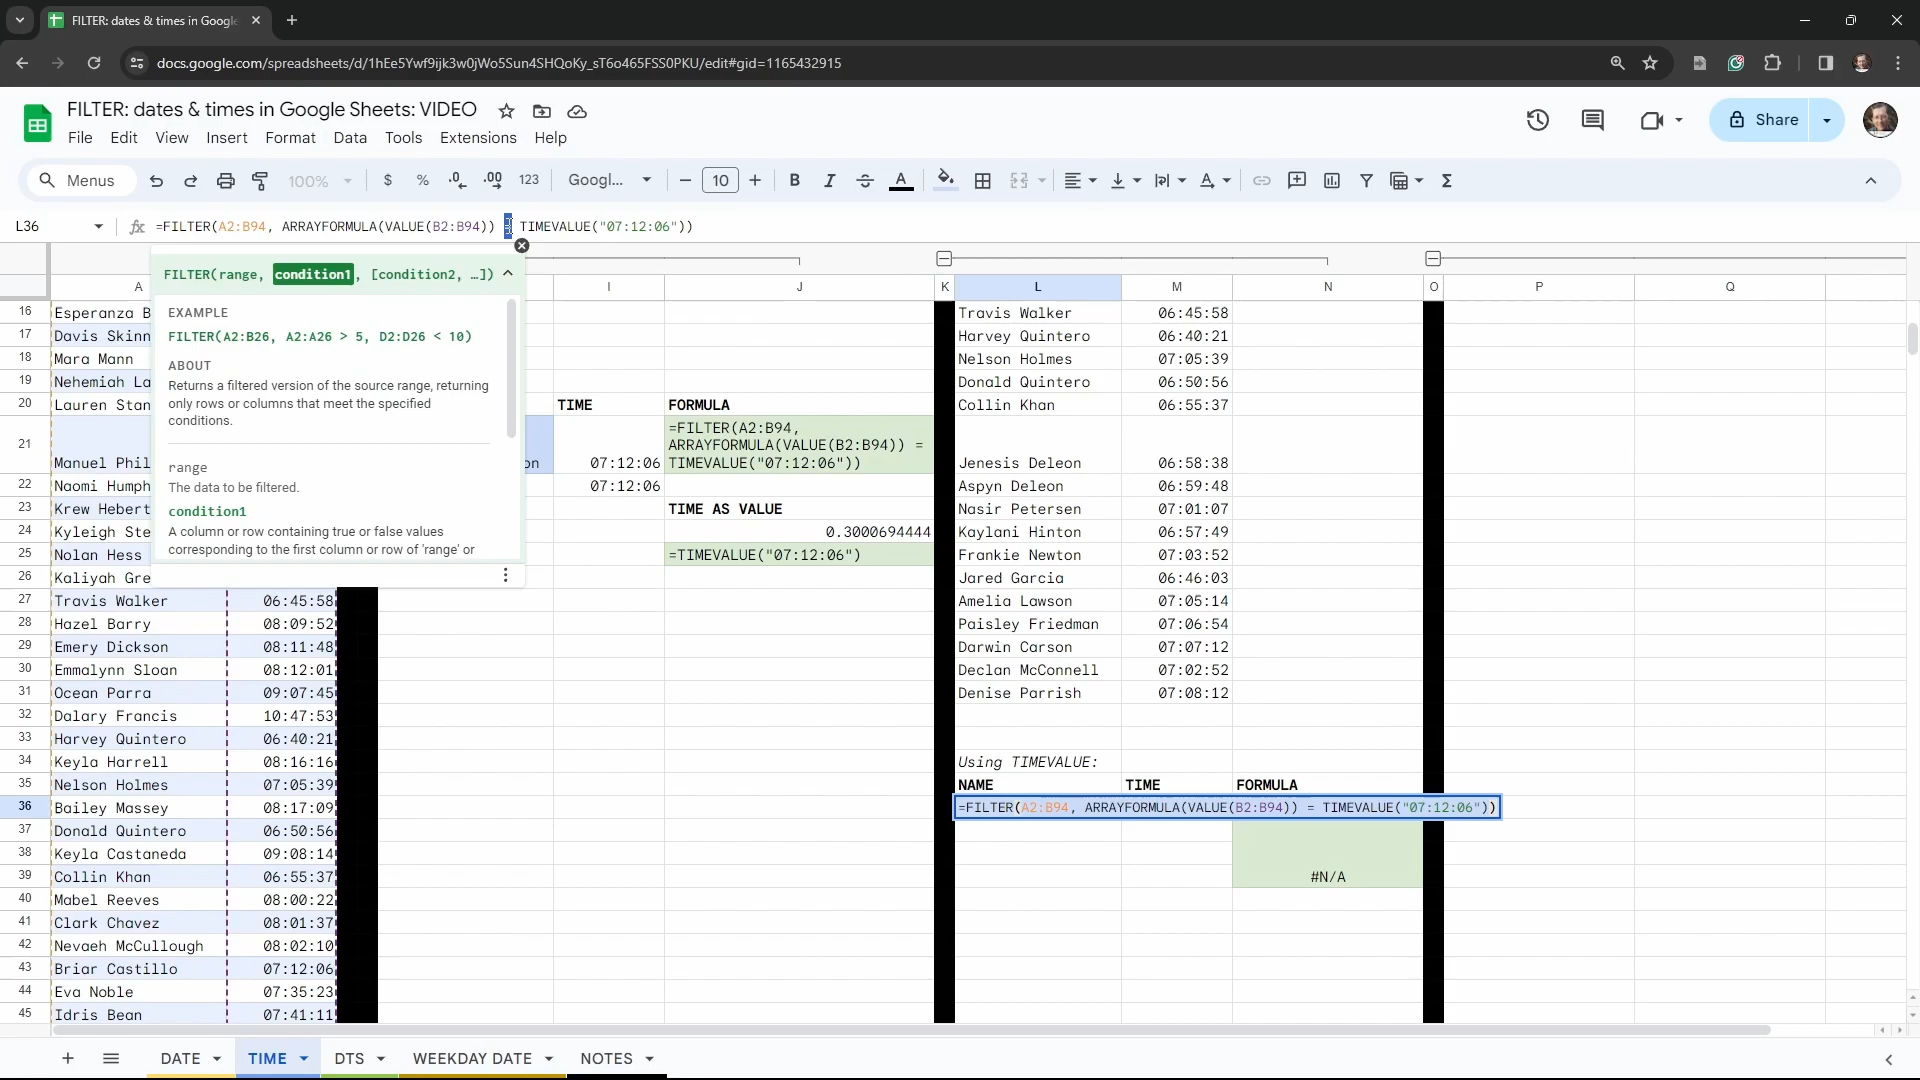 FILTER: dates & times in Google
docs.google.com/spreadsheets/d/1hEe5Ywf9ijk3w0jWo5Sun4SHQoKy_sT6o465FSS0PKU/edit#gid=1165432915
FILTER: dates & times in Google Sheets: VIDEO
File Edit View Insert Format Data Tools Extensions Help
Share
Menus 100% $ % .0 .00 123 Googl... 10 B I A
L36 fx =FILTER(A2:B94, ARRAYFORMULA(VALUE(B2:B94)) = TIMEVALUE("07:12:06"))
FILTER(range, condition1, [condition2, …])
EXAMPLE
FILTER(A2:B26, A2:A26 > 5, D2:D26 < 10)
ABOUT
Returns a filtered version of the source range, returning
only rows or columns that meet the specified
conditions.
range
The data to be filtered.
condition1
A column or row containing true or false values
corresponding to the first column or row of 'range' or
A I J K L M N O P Q
16 Esperanza B Travis Walker 06:45:58
17 Davis Skinn Harvey Quintero 06:40:21
18 Mara Mann Nelson Holmes 07:05:39
19 Nehemiah La Donald Quintero 06:50:56
20 Lauren Stan TIME FORMULA Collin Khan 06:55:37
=FILTER(A2:B94,
21 ARRAYFORMULA(VALUE(B2:B94)) =
Manuel Phil on 07:12:06 TIMEVALUE("07:12:06")) Jenesis Deleon 06:58:38
22 Naomi Humph 07:12:06 Aspyn Deleon 06:59:48
23 Krew Hebert TIME AS VALUE Nasir Petersen 07:01:07
24 Kyleigh Ste 0.3000694444 Kaylani Hinton 06:57:49
25 Nolan Hess =TIMEVALUE("07:12:06") Frankie Newton 07:03:52
26 Kaliyah Gre Jared Garcia 06:46:03
27 Travis Walker 06:45:58 Amelia Lawson 07:05:14
28 Hazel Barry 08:09:52 Paisley Friedman 07:06:54
29 Emery Dickson 08:11:48 Darwin Carson 07:07:12
30 Emmalynn Sloan 08:12:01 Declan McConnell 07:02:52
31 Ocean Parra 09:07:45 Denise Parrish 07:08:12
32 Dalary Francis 10:47:53
33 Harvey Quintero 06:40:21
34 Keyla Harrell 08:16:16 Using TIMEVALUE:
35 Nelson Holmes 07:05:39 NAME TIME FORMULA
36 Bailey Massey 08:17:09 =FILTER(A2:B94, ARRAYFORMULA(VALUE(B2:B94)) = TIMEVALUE("07:12:06"))
37 Donald Quintero 06:50:56
38 Keyla Castaneda 09:08:14
39 Collin Khan 06:55:37 #N/A
40 Mabel Reeves 08:00:22
41 Clark Chavez 08:01:37
42 Nevaeh McCullough 08:02:10
43 Briar Castillo 07:12:06
44 Eva Noble 07:35:23
45 Idris Bean 07:41:11
DATE TIME DTS WEEKDAY DATE NOTES